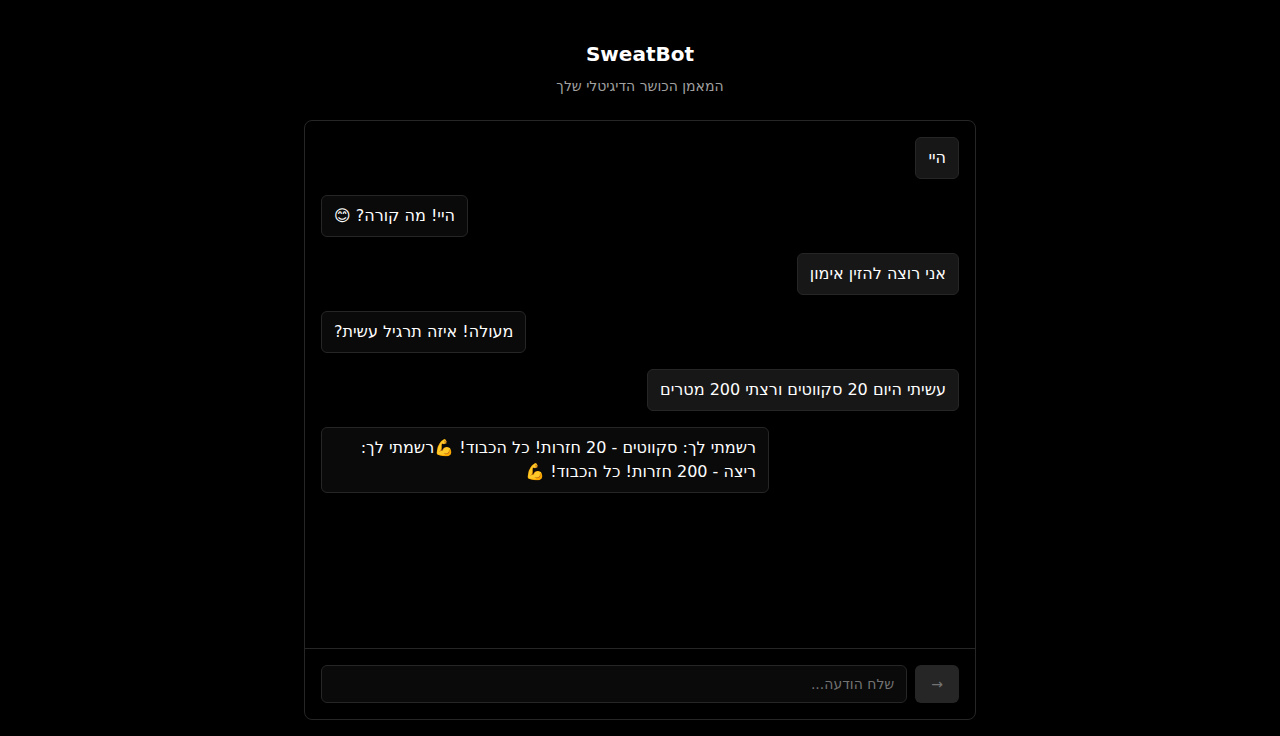 SweatBot
המאמן הכושר הדיגיטלי שלך
היי
היי! מה קורה? 😊
אני רוצה להזין אימון
מעולה! איזה תרגיל עשית?
עשיתי היום 20 סקווטים ורצתי 200 מטרים
רשמתי לך: סקווטים - 20 חזרות! כל הכבוד! 💪רשמתי לך:
ריצה - 200 חזרות! כל הכבוד! 💪
שלח הודעה...
→